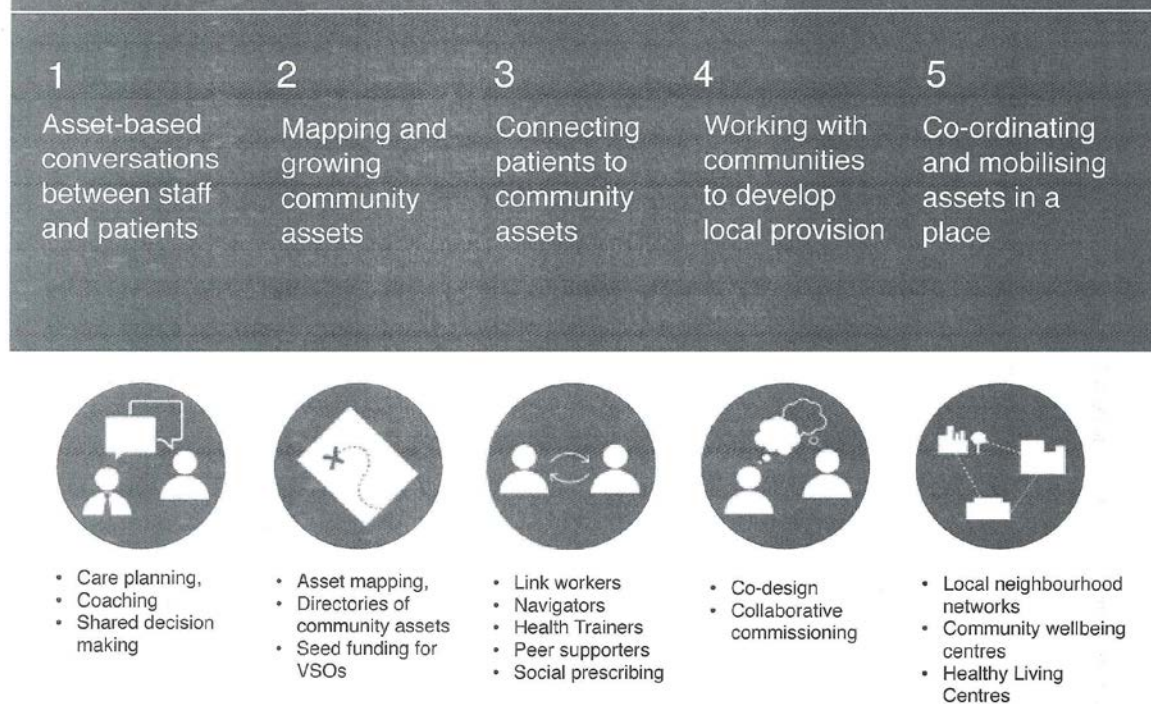 1
Asset-based
conversations
between staff
and patients
2
Mapping and
growing
community
assets
3
Connecting
patients to
community
assets
4
Working with
communities
to develop
local provision
5
Co-ordinating
and mobilising
assets in a
place
• Care planning,
• Coaching
• Shared decision
making
• Asset mapping,
• Directories of
community assets
• Seed funding for
VSOs
• Link workers
• Navigators
• Health Trainers
• Peer supporters
• Social prescribing
• Co-design
• Collaborative
commissioning
• Local neighbourhood
networks
• Community wellbeing
centres
• Healthy Living
Centres